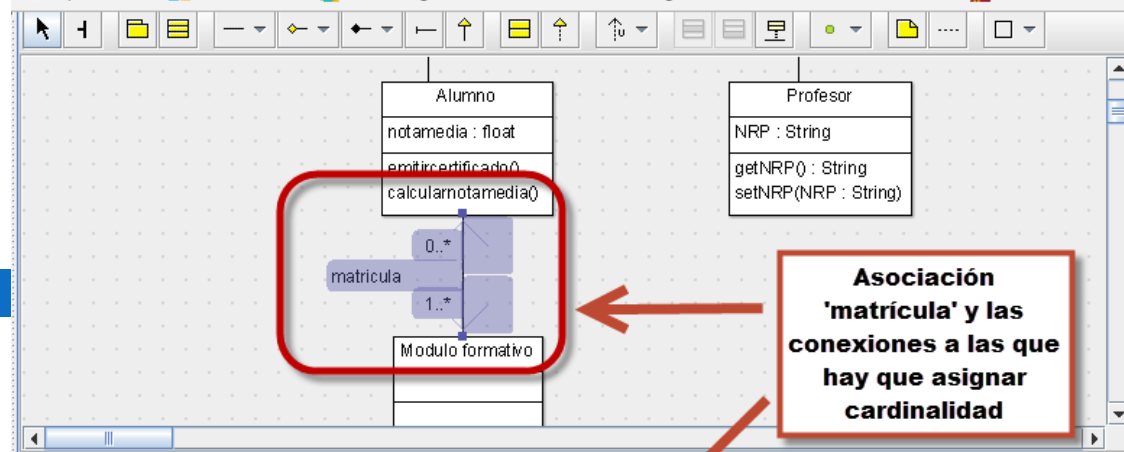 Alumno
notamedia : float
emitircertificado()
calcularnotamedia()
Profesor
NRP : String
getNRP() : String
setNRP(NRP : String)
0..*
matricula
1..*
Modulo formativo
Asociación
'matrícula' y las
conexiones a las que
hay que asignar
cardinalidad